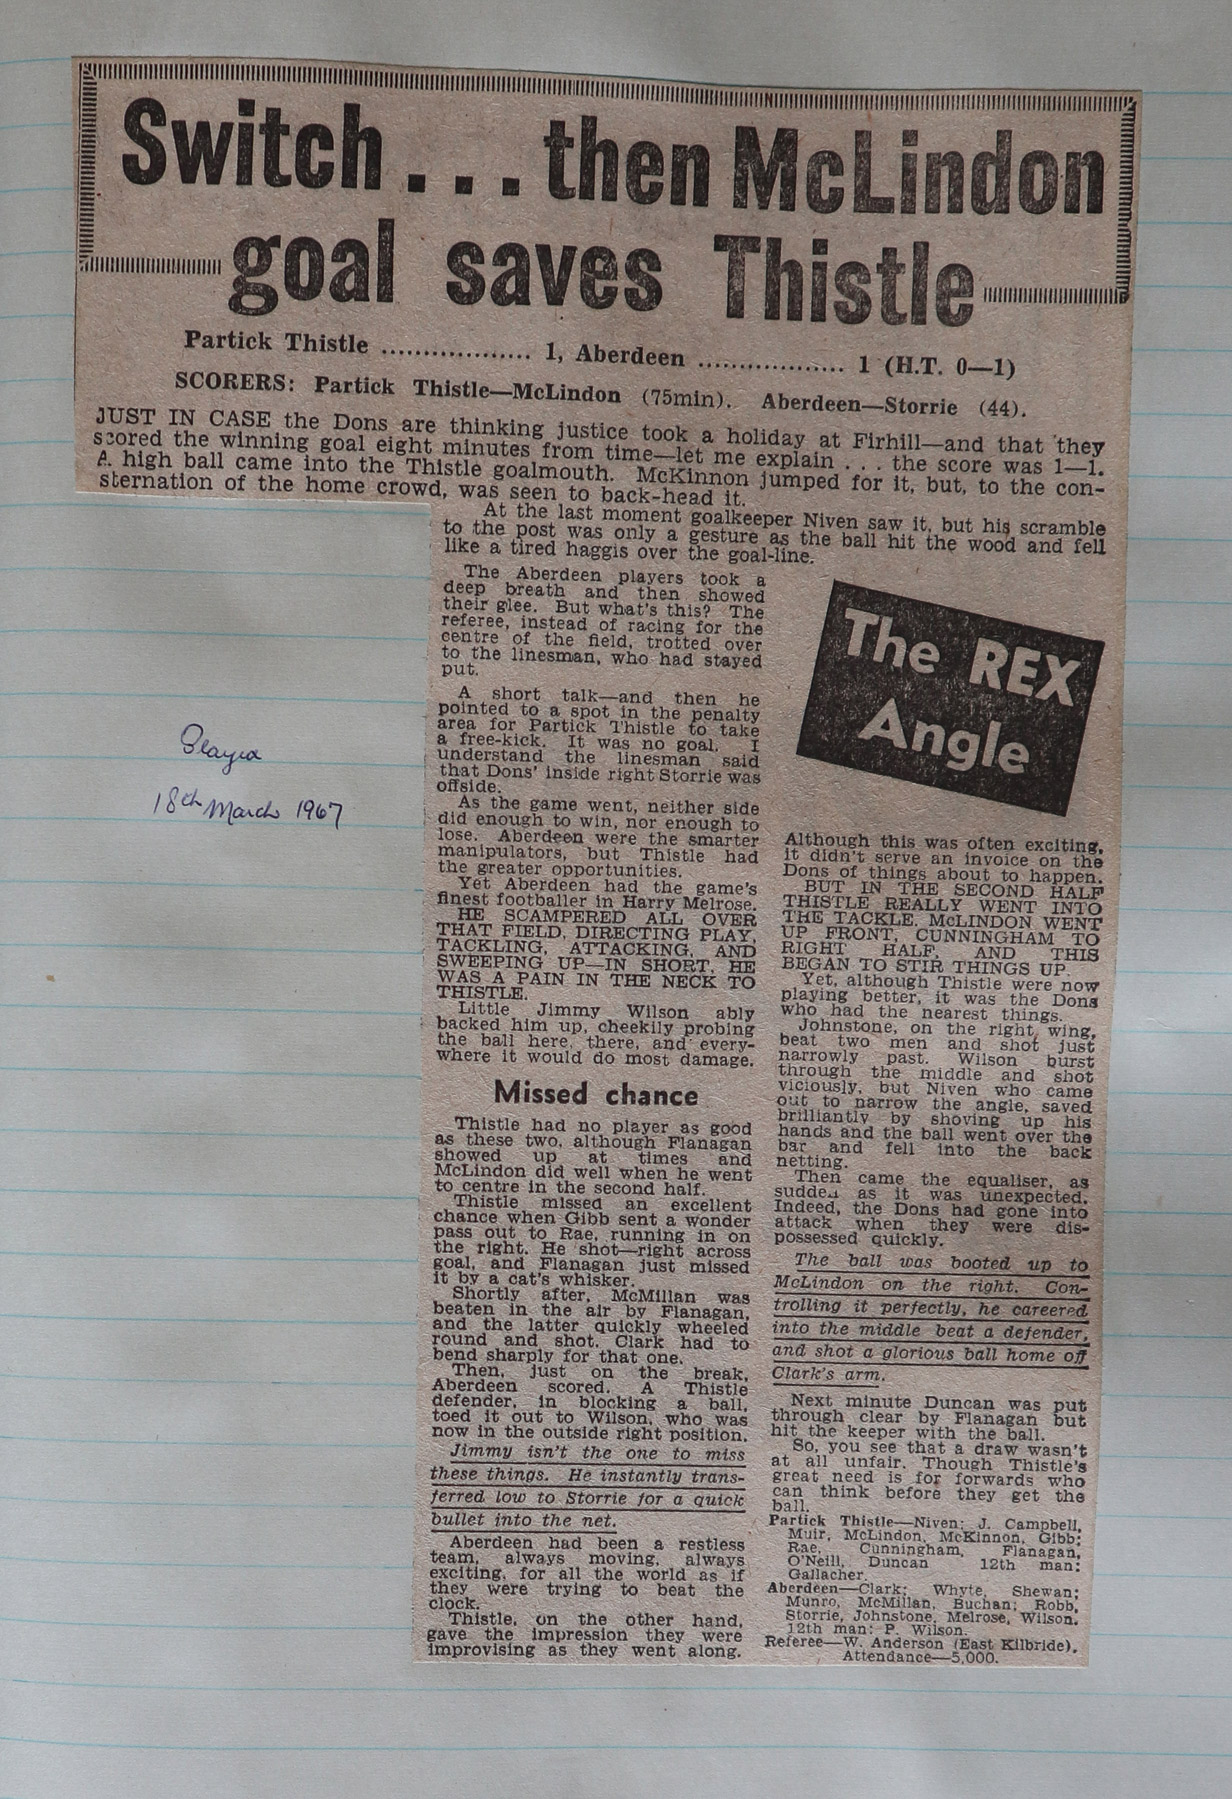 Switch . . . then McLindon
goal saves Thistle
Partick Thistle .................. 1, Aberdeen .................. 1 (H.T. 0—1)
SCORERS: Partick Thistle—McLindon (75min). Aberdeen—Storrie (44).
JUST IN CASE the Dons are thinking justice took a holiday at Firhill—and that they
scored the winning goal eight minutes from time—let me explain . . . the score was 1—1.
A high ball came into the Thistle goalmouth. McKinnon jumped for it, but, to the con-
sternation of the home crowd, was seen to back-head it.
At the last moment goalkeeper Niven saw it, but his scramble
to the post was only a gesture as the ball hit the wood and fell
like a tired haggis over the goal-line.
The Aberdeen players took a
deep breath and then showed
their glee. But what's this? The
referee, instead of racing for the
centre of the field, trotted over
to the linesman, who had stayed
put.
A short talk—and then he
pointed to a spot in the penalty
area for Partick Thistle to take
a free-kick. It was no goal. I
understand the linesman said
that Dons' inside right Storrie was
offside.
As the game went, neither side
did enough to win, nor enough to
lose. Aberdeen were the smarter
manipulators, but Thistle had
the greater opportunities.
Yet Aberdeen had the game's
finest footballer in Harry Melrose.
HE SCAMPERED ALL OVER
THAT FIELD, DIRECTING PLAY,
TACKLING, ATTACKING, AND
SWEEPING UP—IN SHORT, HE
WAS A PAIN IN THE NECK TO
THISTLE.
Little Jimmy Wilson ably
backed him up, cheekily probing
the ball here, there, and every-
where it would do most damage.
Missed chance
Thistle had no player as good
as these two, although Flanagan
showed up at times and
McLindon did well when he went
to centre in the second half.
Thistle missed an excellent
chance when Gibb sent a wonder
pass out to Rae, running in on
the right. He shot—right across
goal, and Flanagan just missed
it by a cat's whisker.
Shortly after, McMillan was
beaten in the air by Flanagan,
and the latter quickly wheeled
round and shot. Clark had to
bend sharply for that one.
Then, just on the break,
Aberdeen scored. A Thistle
defender, in blocking a ball,
toed it out to Wilson, who was
now in the outside right position.
Jimmy isn't the one to miss
these things. He instantly trans-
ferred low to Storrie for a quick
bullet into the net.
Aberdeen had been a restless
team, always moving, always
exciting, for all the world as if
they were trying to beat the
clock.
Thistle, on the other hand,
gave the impression they were
improvising as they went along.
The REX
Angle
Although this was often exciting,
it didn't serve an invoice on the
Dons of things about to happen.
BUT IN THE SECOND HALF
THISTLE REALLY WENT INTO
THE TACKLE. McLINDON WENT
UP FRONT, CUNNINGHAM TO
RIGHT HALF, AND THIS
BEGAN TO STIR THINGS UP.
Yet, although Thistle were now
playing better, it was the Dons
who had the nearest things.
Johnstone, on the right wing,
beat two men and shot just
narrowly past. Wilson burst
through the middle and shot
viciously, but Niven who came
out to narrow the angle, saved
brilliantly by shoving up his
hands and the ball went over the
bar and fell into the back
netting.
Then came the equaliser, as
sudden as it was unexpected.
Indeed, the Dons had gone into
attack when they were dis-
possessed quickly.
The ball was booted up to
McLindon on the right. Con-
trolling it perfectly, he careered
into the middle beat a defender,
and shot a glorious ball home off
Clark's arm.
Next minute Duncan was put
through clear by Flanagan but
hit the keeper with the ball.
So, you see that a draw wasn't
at all unfair. Though Thistle's
great need is for forwards who
can think before they get the
ball.
Partick Thistle—Niven; J. Campbell,
Muir, McLindon, McKinnon, Gibb;
Rae, Cunningham, Flanagan,
O'Neill, Duncan 12th man:
Gallacher.
Aberdeen—Clark; Whyte, Shewan;
Munro, McMillan, Buchan; Robb,
Storrie, Johnstone, Melrose, Wilson.
12th man: P. Wilson.
Referee—W. Anderson (East Kilbride).
Attendance—5,000.
Played
18th March 1967